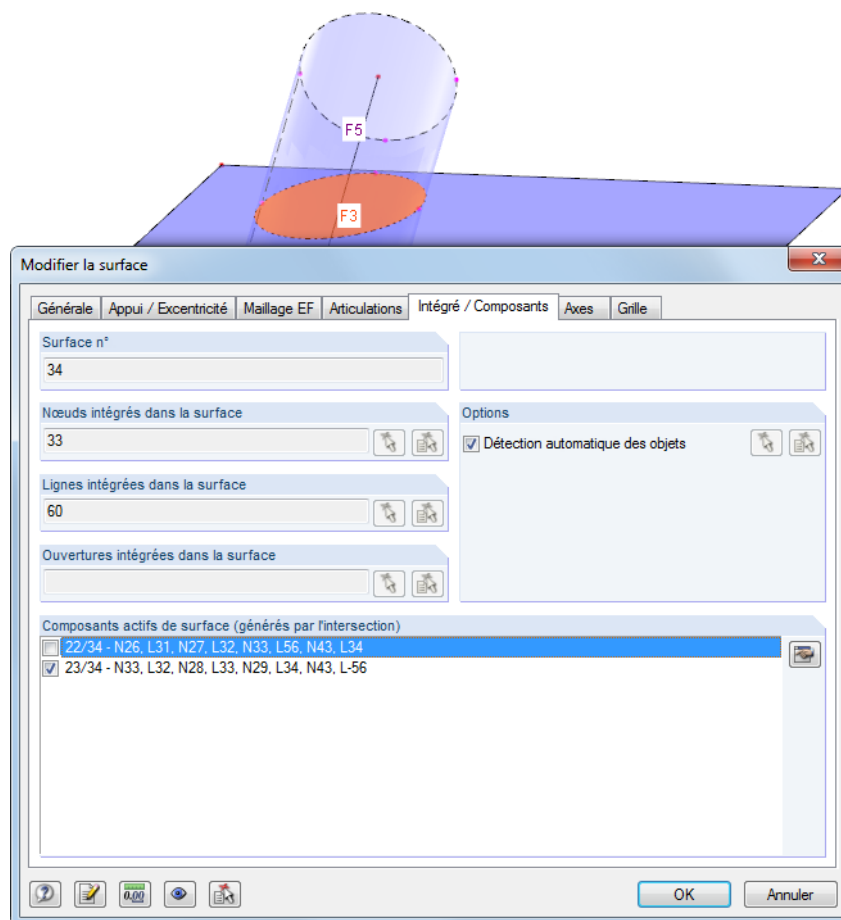 F5
F3
Modifier la surface
Générale
Appui / Excentricité
Maillage EF
Articulations
Intégré / Composants
Axes
Grille
Surface n°
34
Nœuds intégrés dans la surface
33
Options
Détection automatique des objets
Lignes intégrées dans la surface
60
Ouvertures intégrées dans la surface
Composants actifs de surface (générés par l'intersection)
22/34 - N26, L31, N27, L32, N33, L56, N43, L34
23/34 - N33, L32, N28, L33, N29, L34, N43, L-56
0,00
OK
Annuler